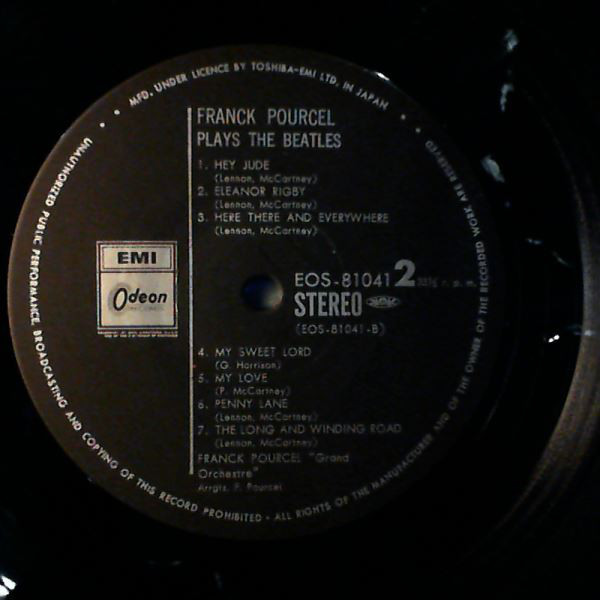 MFD. UNDER LICENCE BY TOSHIBA-EMI LTD. IN JAPAN
FRANCK POURCEL
PLAYS THE BEATLES
1. HEY JUDE
(Lennon, McCartney)
2. ELEANOR RIGBY
(Lennon, McCartney)
3. HERE THERE AND EVERYWHERE
(Lennon, McCartney)
EMI
Odeon
EOS-81041 2 33⅓ r. p. m.
STEREO
(EOS-81041-B)
4. MY SWEET LORD
(G. Harrison)
5. MY LOVE
(P. McCartney)
6. PENNY LANE
(Lennon, McCartney)
7. THE LONG AND WINDING ROAD
(Lennon, McCartney)
FRANCK POURCEL "Grand
Orchestre"
Arrgts. F. Pourcel
UNAUTHORIZED PUBLIC PERFORMANCE, BROADCASTING AND COPYING OF THIS RECORD PROHIBITED · ALL RIGHTS OF THE MANUFACTURER AND OF THE OWNER OF THE RECORDED WORK ARE RESERVED